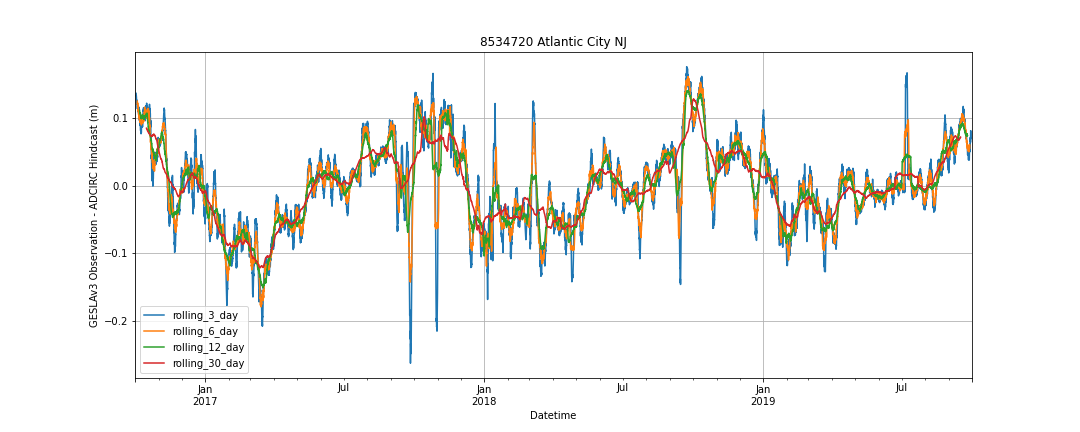 8534720 Atlantic City NJ
GESLAv3 Observation - ADCIRC Hindcast (m)
0.1
0.0
−0.1
−0.2
rolling_3_day
rolling_6_day
rolling_12_day
rolling_30_day
Jan
2017
Jul
Jan
2018
Jul
Jan
2019
Jul
Datetime